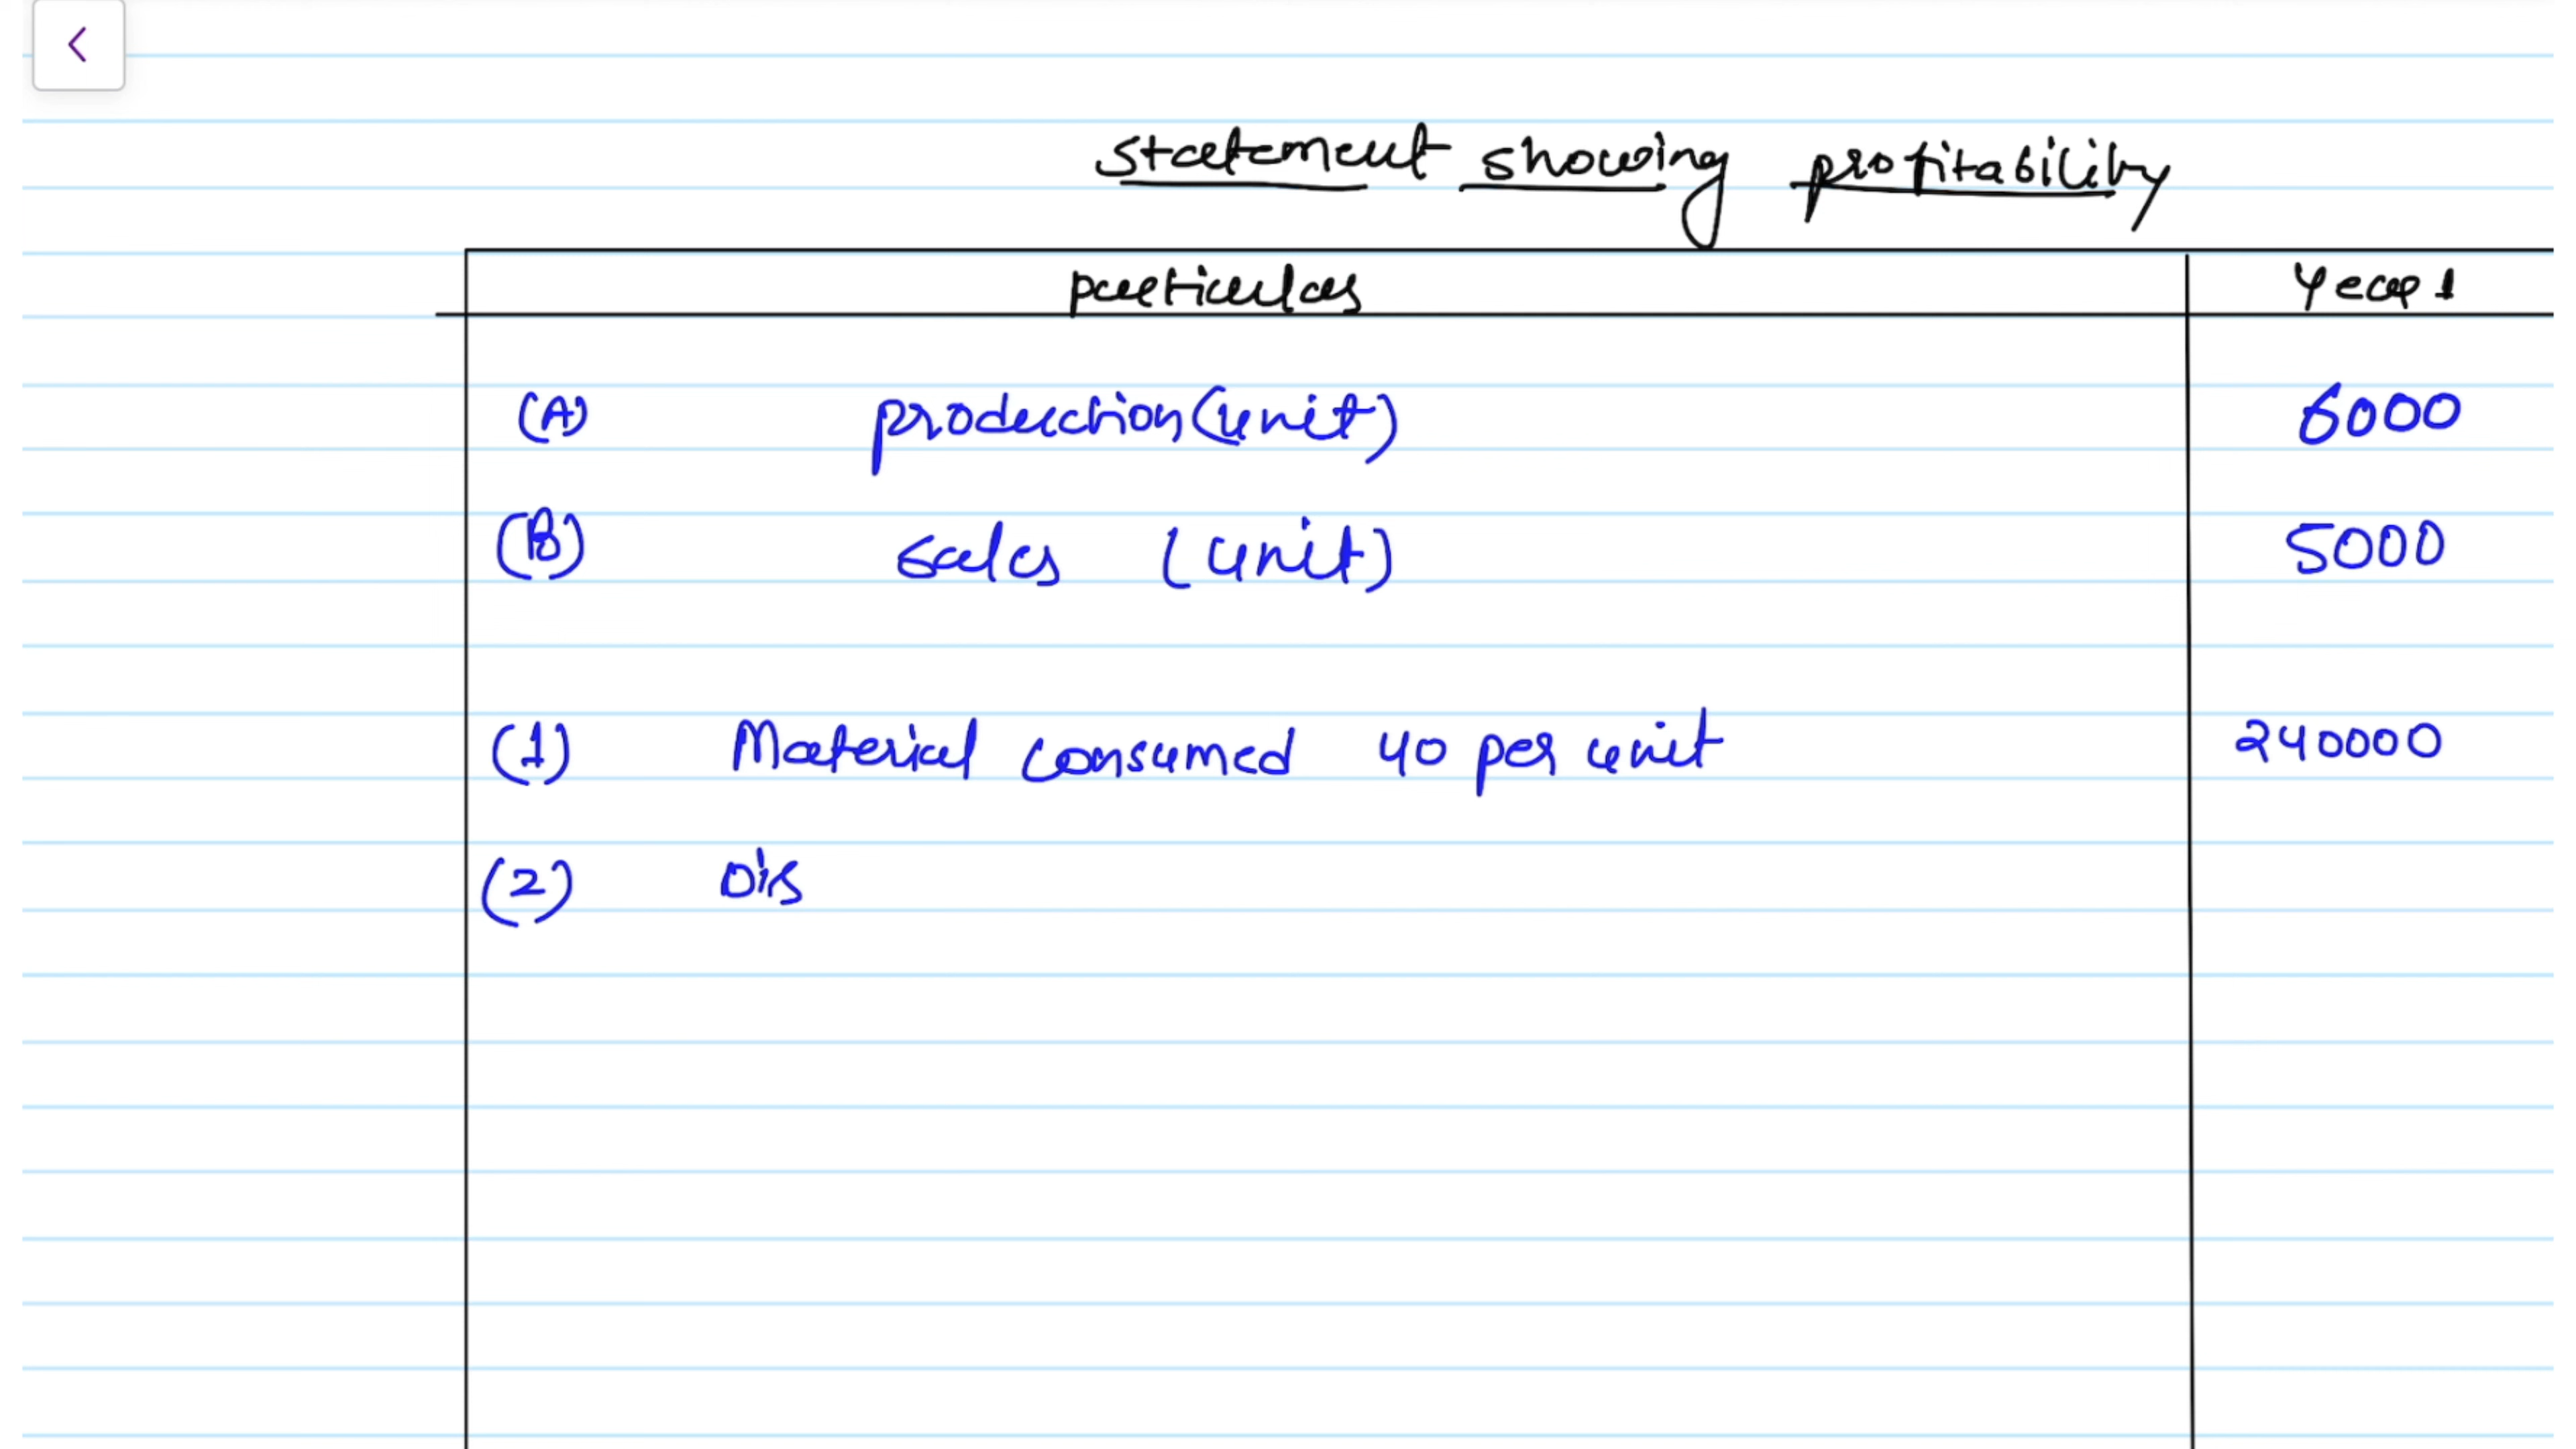 statement showing profitability
particulars Year 1
(A) production (unit) 6000
(B) sales (unit) 5000
(1) Material consumed 40 per unit 240000
(2) Dis